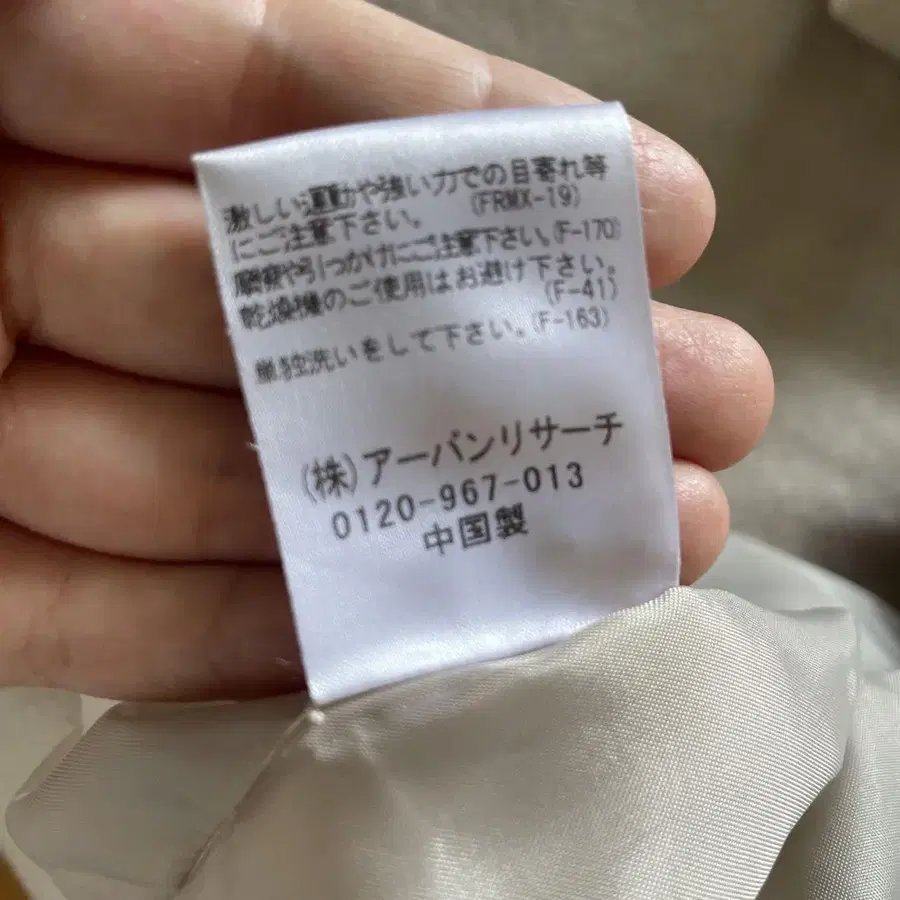 激しい運動や強い力での目寄れ等
にご注意下さい。 (FRMX-19)
摩擦や引っかけにご注意下さい。(F-170)
乾燥機のご使用はお避け下さい。
(F-41)
単独洗いをして下さい。(F-163)
(株)アーバンリサーチ
0120-967-013
中国製